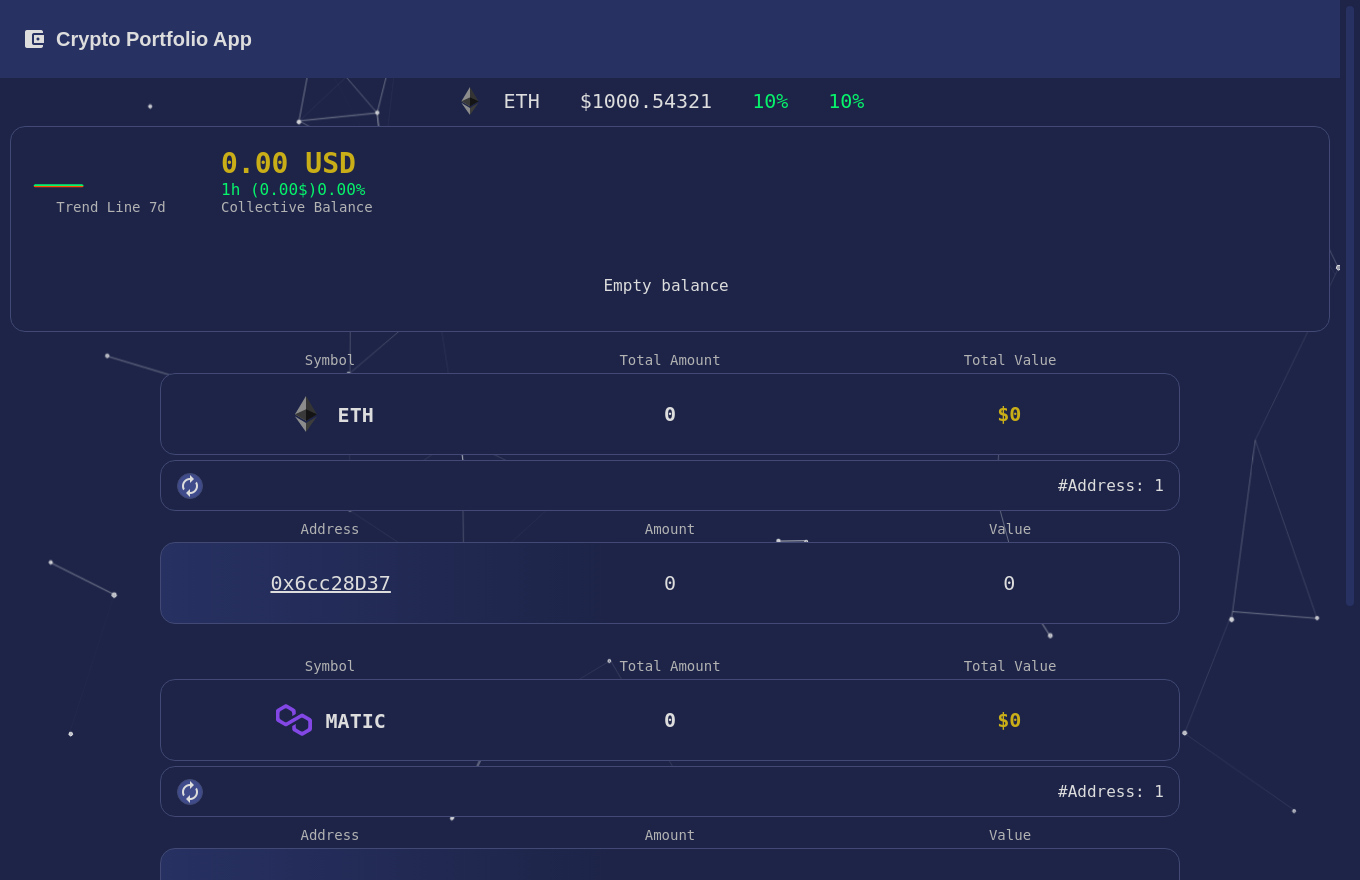 Crypto Portfolio App
ETH $1000.54321 10% 10%
0.00 USD
1h (0.00$)0.00%
Trend Line 7d Collective Balance
Empty balance
Symbol Total Amount Total Value
ETH 0 $0
#Address: 1
Address Amount Value
0x6cc28D37 0 0
Symbol Total Amount Total Value
MATIC 0 $0
#Address: 1
Address Amount Value